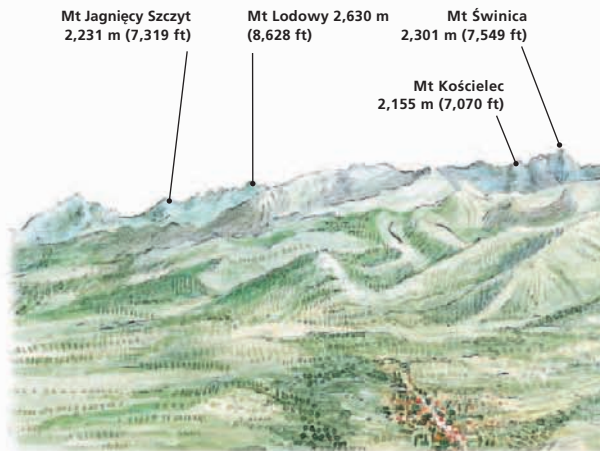 Mt Jagnięcy Szczyt
2,231 m (7,319 ft)
Mt Lodowy 2,630 m
(8,628 ft)
Mt Świnica
2,301 m (7,549 ft)
Mt Kościelec
2,155 m (7,070 ft)